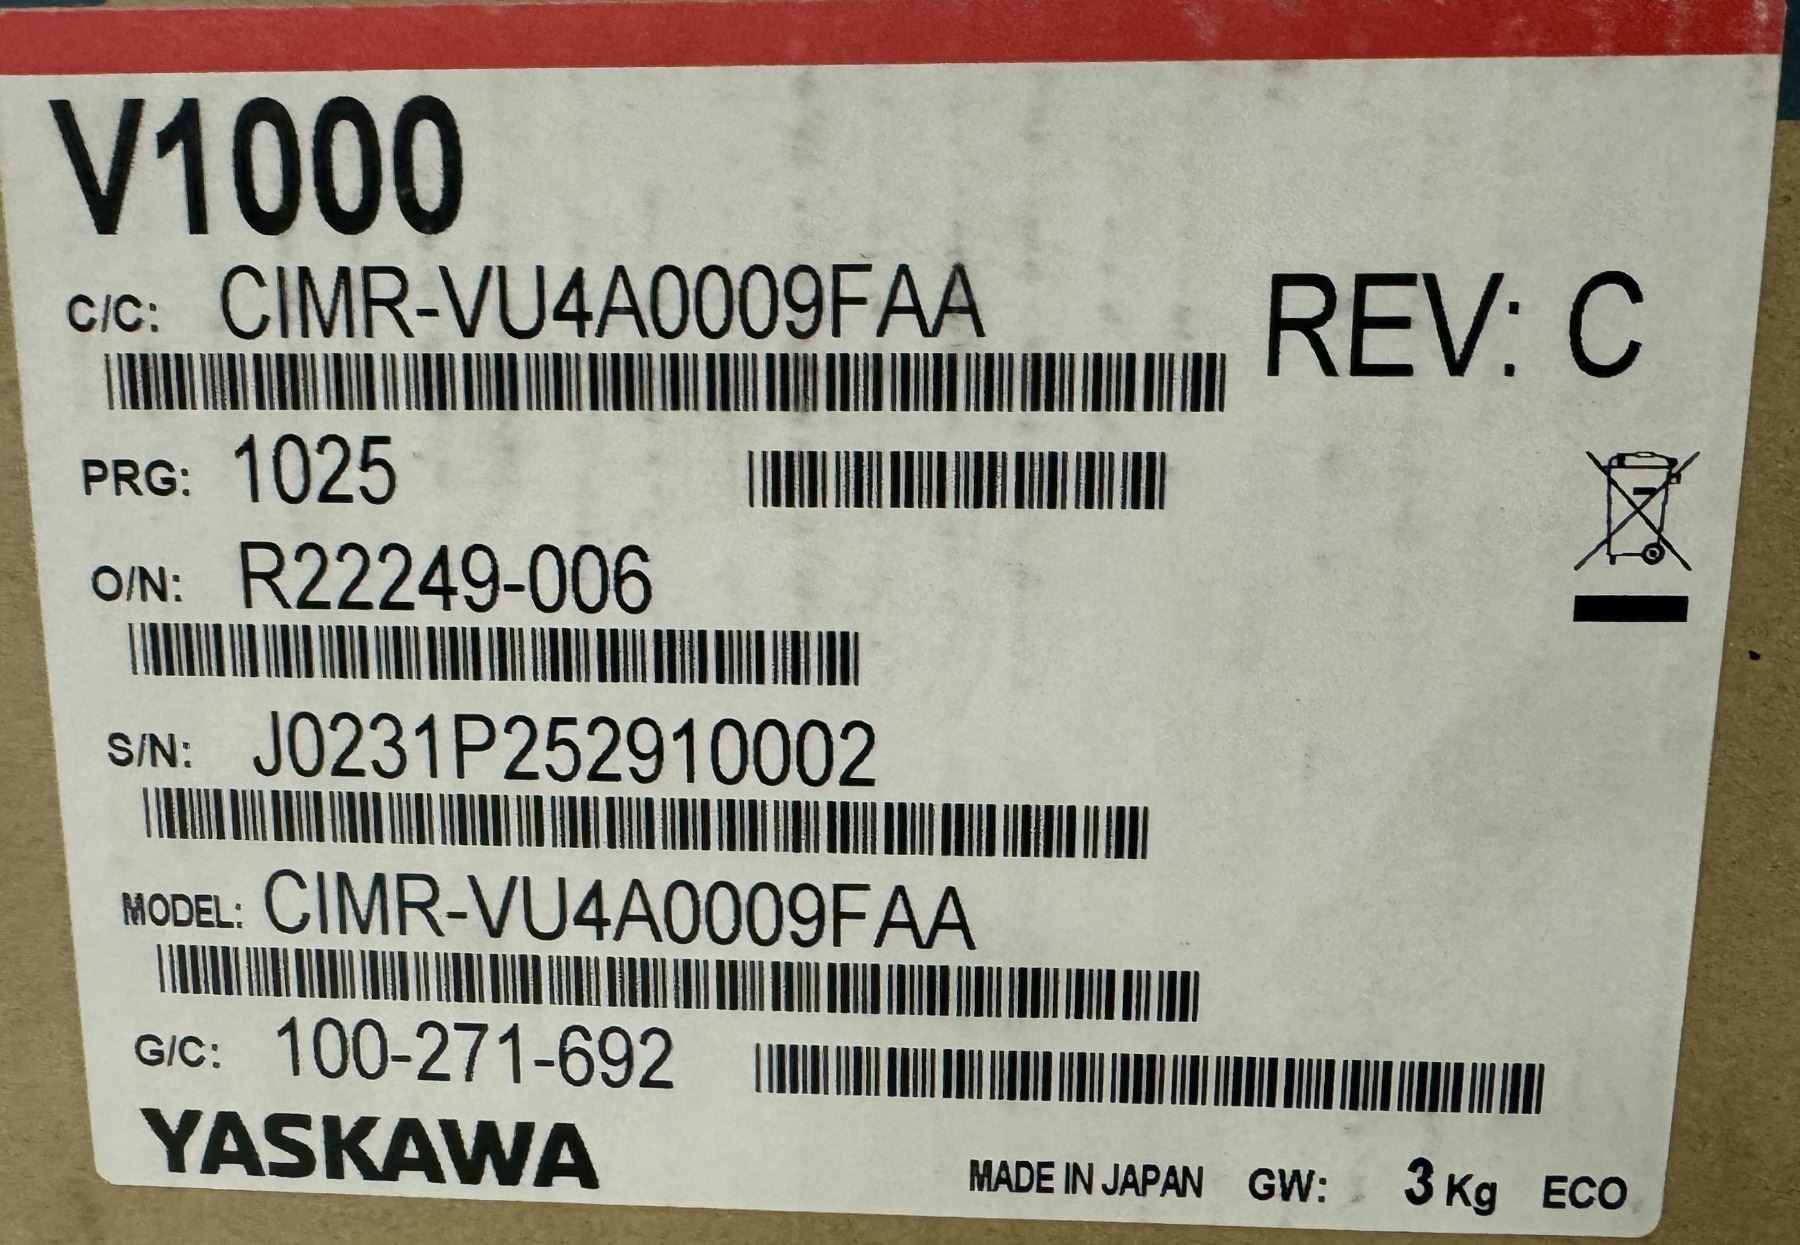 V1000
C/C: CIMR-VU4A0009FAA REV: C
PRG: 1025
O/N: R22249-006
S/N: J0231P252910002
MODEL: CIMR-VU4A0009FAA
G/C: 100-271-692
YASKAWA
MADE IN JAPAN GW: 3 Kg ECO